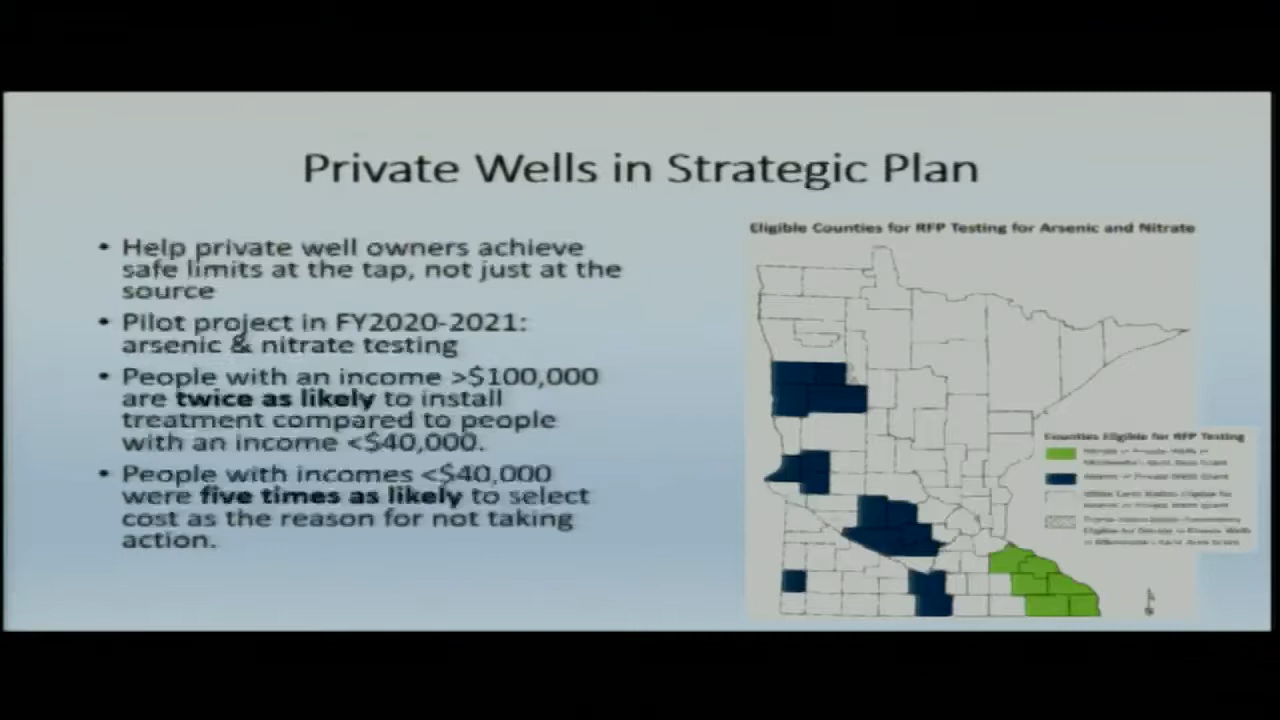 Private Wells in Strategic Plan
• Help private well owners achieve
safe limits at the tap, not just at the
source
• Pilot project in FY2020-2021:
arsenic & nitrate testing
• People with an income >$100,000
are twice as likely to install
treatment compared to people
with an income <$40,000.
• People with incomes <$40,000
were five times as likely to select
cost as the reason for not taking
action.
Eligible Counties for RFP Testing for Arsenic and Nitrate
Counties Eligible for RFP Testing